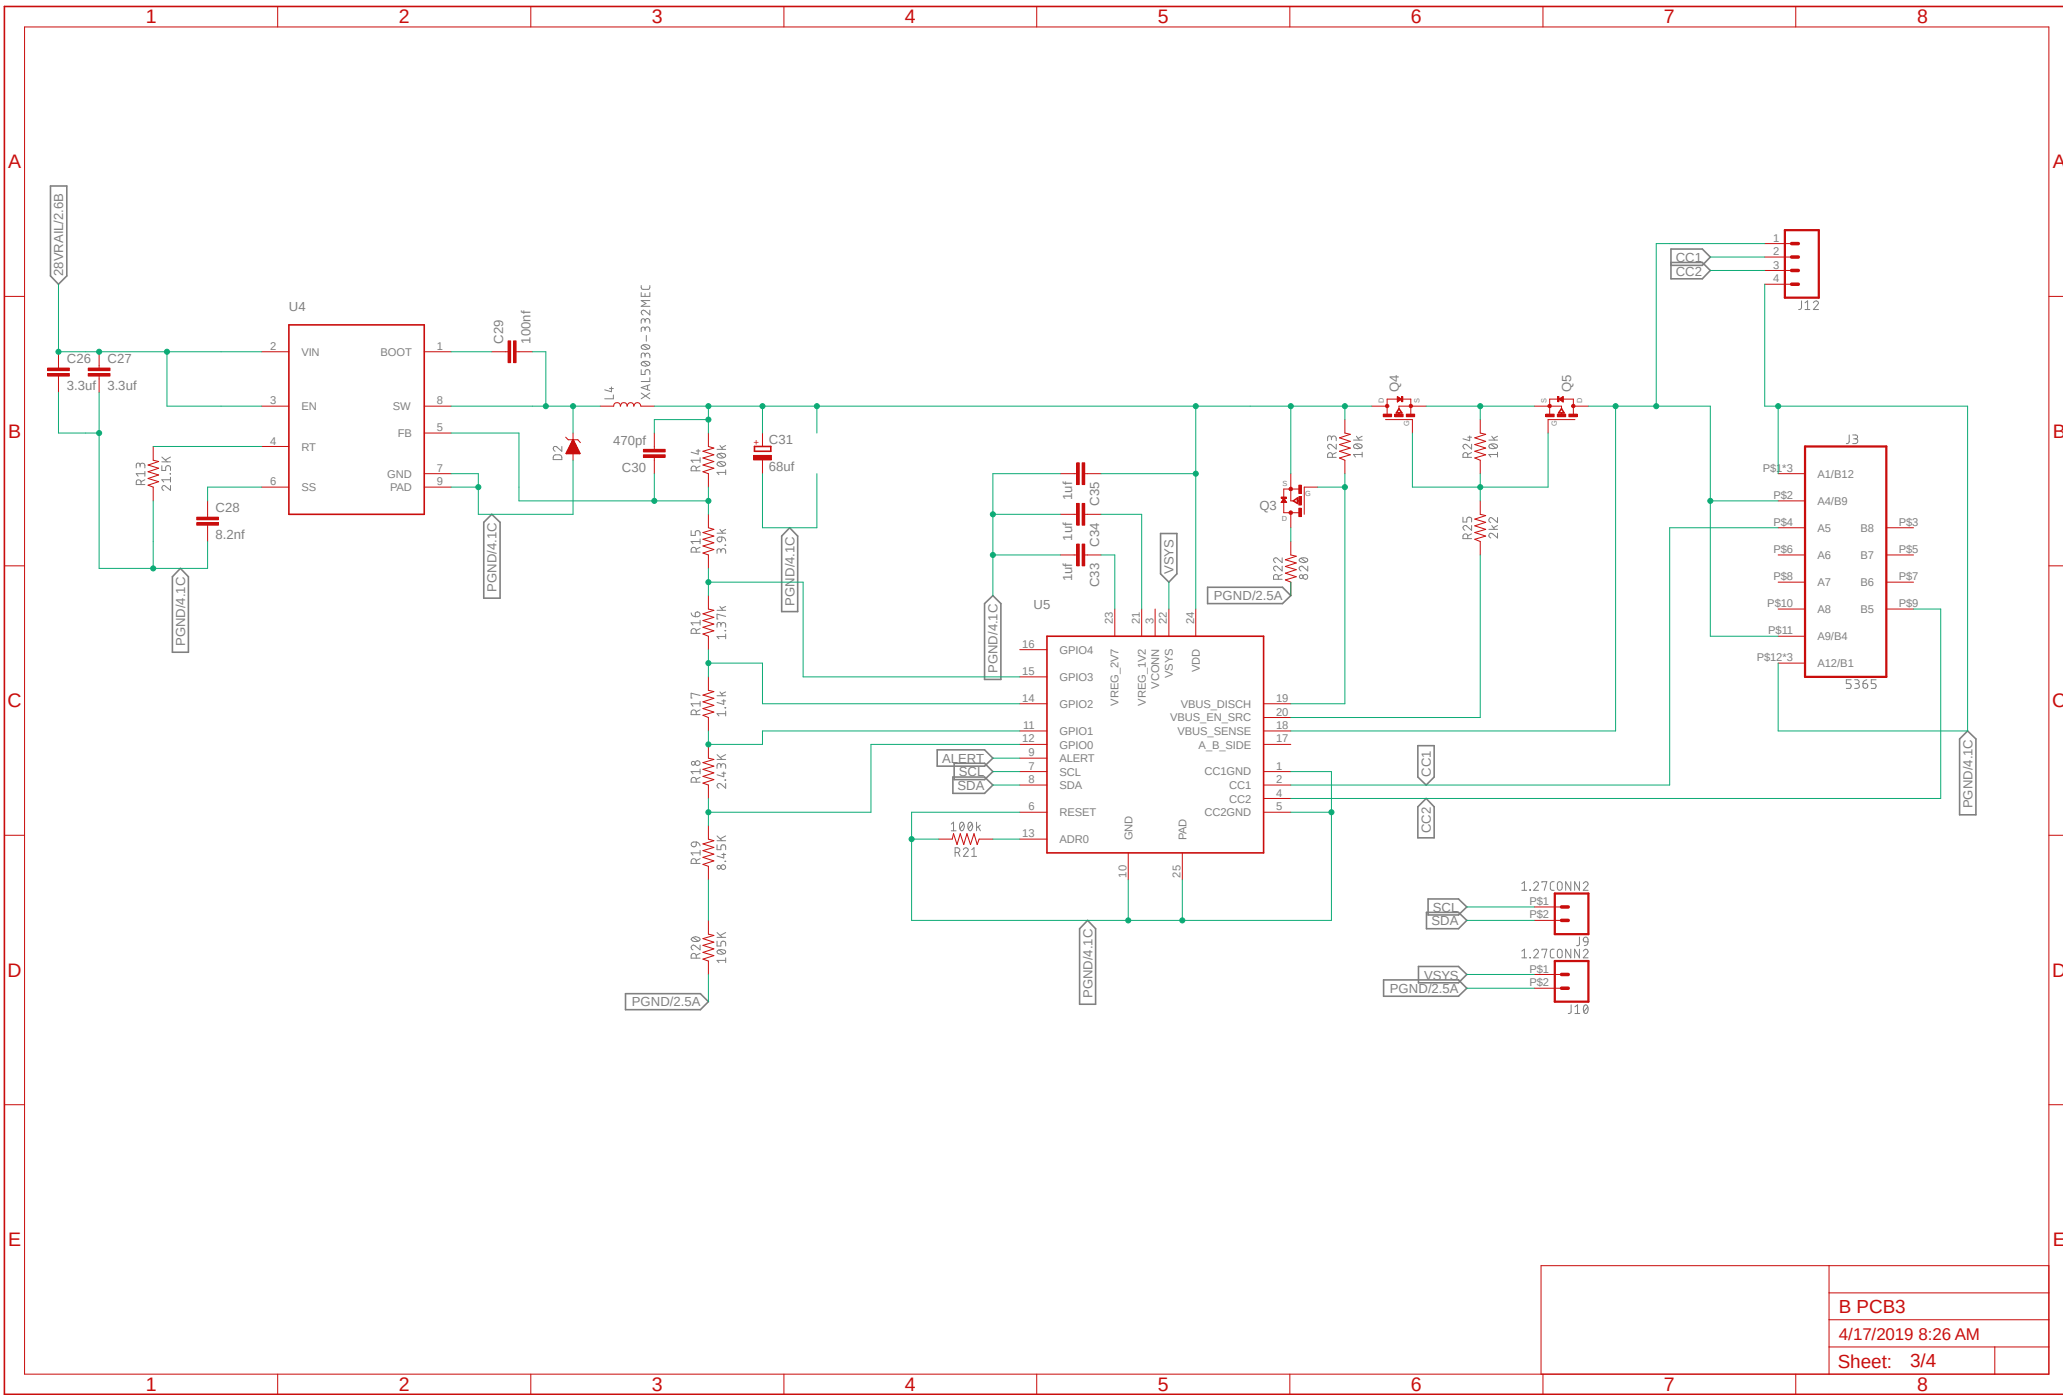 1 2 3 4 5 6 7 8
A A
28VRAIL/2.6B
1
2
3
4
CC1
CC2
J12
U4
C29
100nf
L4
XAL5030-332MEC
C26
3.3uf
C27
3.3uf
2 VIN BOOT 1
3 EN SW 8
FB 5
4 RT
GND 7
PAD 9
6 SS
R13
21.5K
C28
8.2nf
PGND/4.1C
PGND/4.1C
D2
470pf
C30
R14
100k
+
C31
68uf
PGND/4.1C
R15
3.9k
R16
1.37k
R17
1.4k
R18
2.43K
R19
8.45K
R20
105K
PGND/2.5A
B B
1uf
C35
1uf
C34
1uf
C33
VSYS
PGND/4.1C
Q3
S
G
D
R22
820
PGND/2.5A
R23
10k
Q4
D
S
G
R24
10k
R25
2k2
Q5
S
D
G
J3
P$1*3 A1/B12
P$2 A4/B9
P$4 A5 B8 P$3
P$6 A6 B7 P$5
P$8 A7 B6 P$7
P$10 A8 B5 P$9
P$11 A9/B4
P$12*3 A12/B1
5365
PGND/4.1C
U5
23 21 3 22 24
VREG_2V7
VREG_1V2
VCONN
VSYS
VDD
16 GPIO4
15 GPIO3
14 GPIO2
11 GPIO1
12 GPIO0
ALERT 9 ALERT
SCL 7 SCL
SDA 8 SDA
6 RESET
13 ADR0
VBUS_DISCH 19
VBUS_EN_SRC 20
VBUS_SENSE 18
A_B_SIDE 17
CC1GND 1
CC1 2
CC2 4
CC2GND 5
GND
PAD
10 25
100k
R21
PGND/4.1C
CC1
CC2
C C
1.27CONN2
SCL P$1
SDA P$2
J9
1.27CONN2
VSYS P$1
PGND/2.5A P$2
J10
D D
E E
B PCB3
4/17/2019 8:26 AM
Sheet: 3/4
1 2 3 4 5 6 7 8